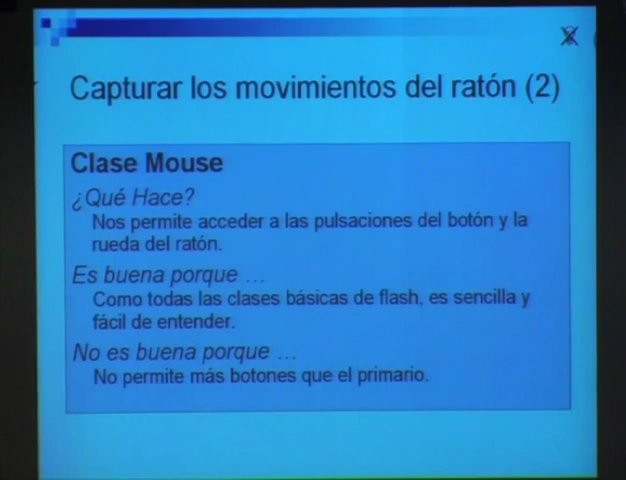 Capturar los movimientos del ratón (2)
Clase Mouse
¿Qué Hace?
Nos permite acceder a las pulsaciones del botón y la
rueda del ratón.
Es buena porque ...
Como todas las clases básicas de flash, es sencilla y
fácil de entender.
No es buena porque ...
No permite más botones que el primario.